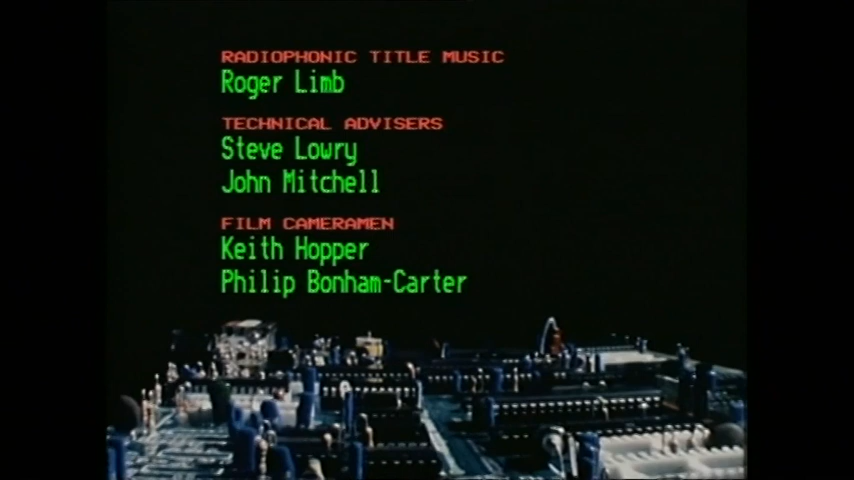 RADIOPHONIC TITLE MUSIC
Roger Limb
TECHNICAL ADVISERS
Steve Lowry
John Mitchell
FILM CAMERAMEN
Keith Hopper
Philip Bonham-Carter